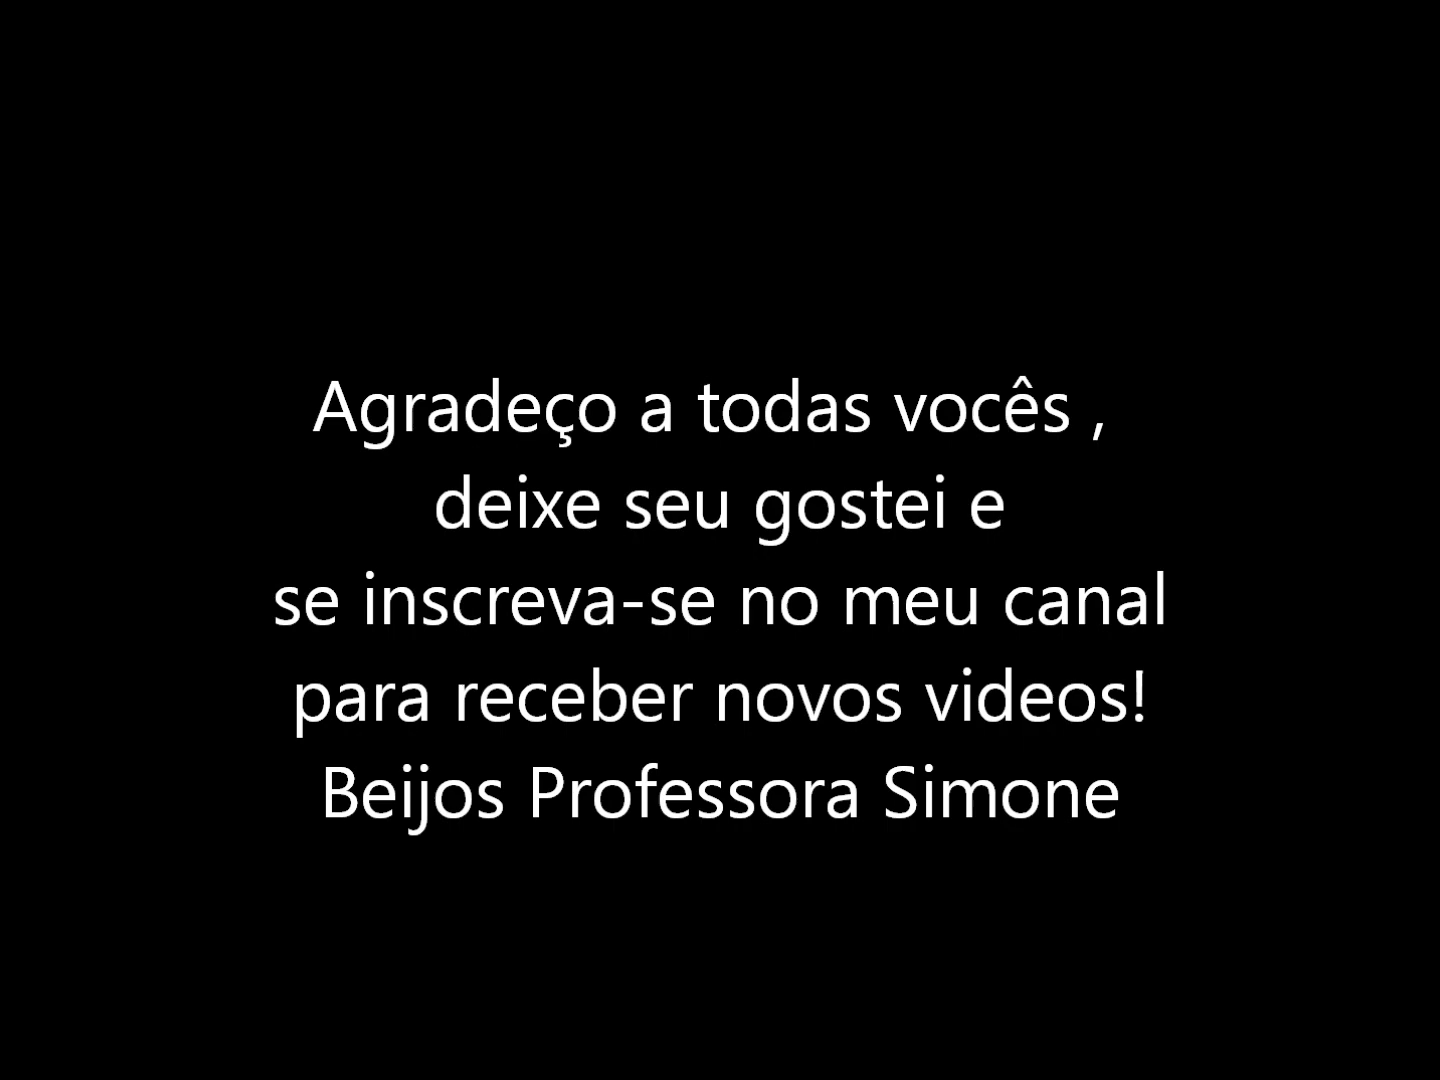 Agradeço a todas vocês ,
deixe seu gostei e
se inscreva-se no meu canal
para receber novos videos!
Beijos Professora Simone